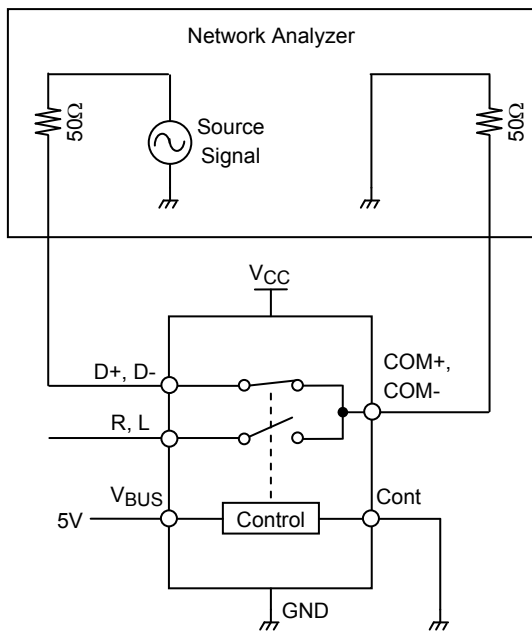 Network Analyzer
50Ω
Source
Signal
50Ω
VCC
D+, D-
COM+,
COM-
R, L
VBUS
5V
Control
Cont
GND